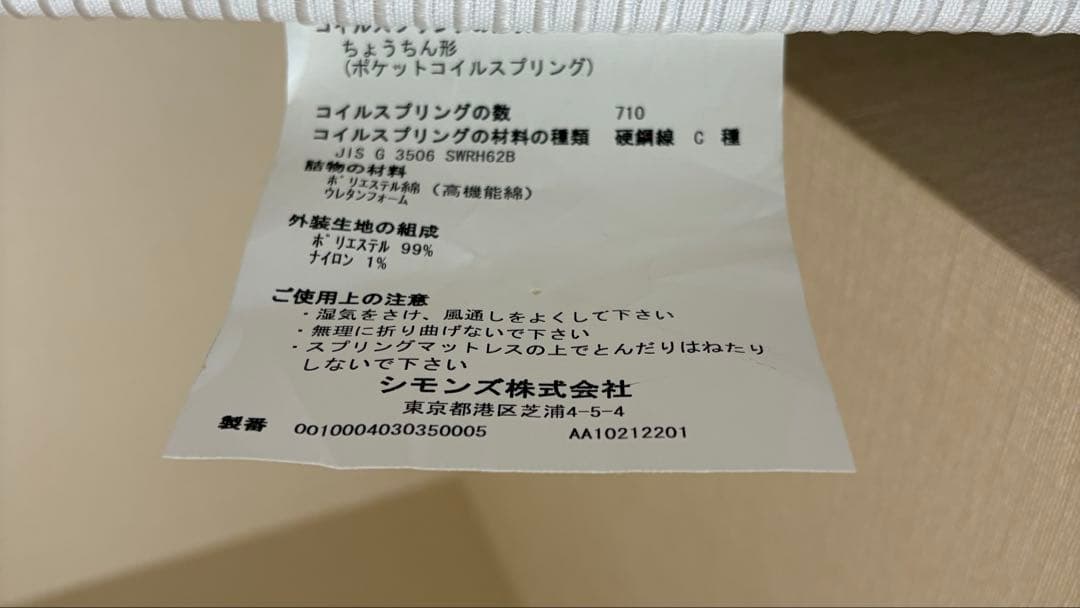 コイルスプリングの
ちょうちん形
(ポケットコイルスプリング)
コイルスプリングの数 710
コイルスプリングの材料の種類 硬鋼線 C 種
JIS G 3506 SWRH62B
詰物の材料
ポリエステル綿 (高機能綿)
ウレタンフォーム
外装生地の組成
ポリエステル 99%
ナイロン 1%
ご使用上の注意
・湿気をさけ、風通しをよくして下さい
・無理に折り曲げないで下さい
・スプリングマットレスの上でとんだりはねたり
しないで下さい
シモンズ株式会社
東京都港区芝浦4-5-4
製番 0010004030350005 AA10212201